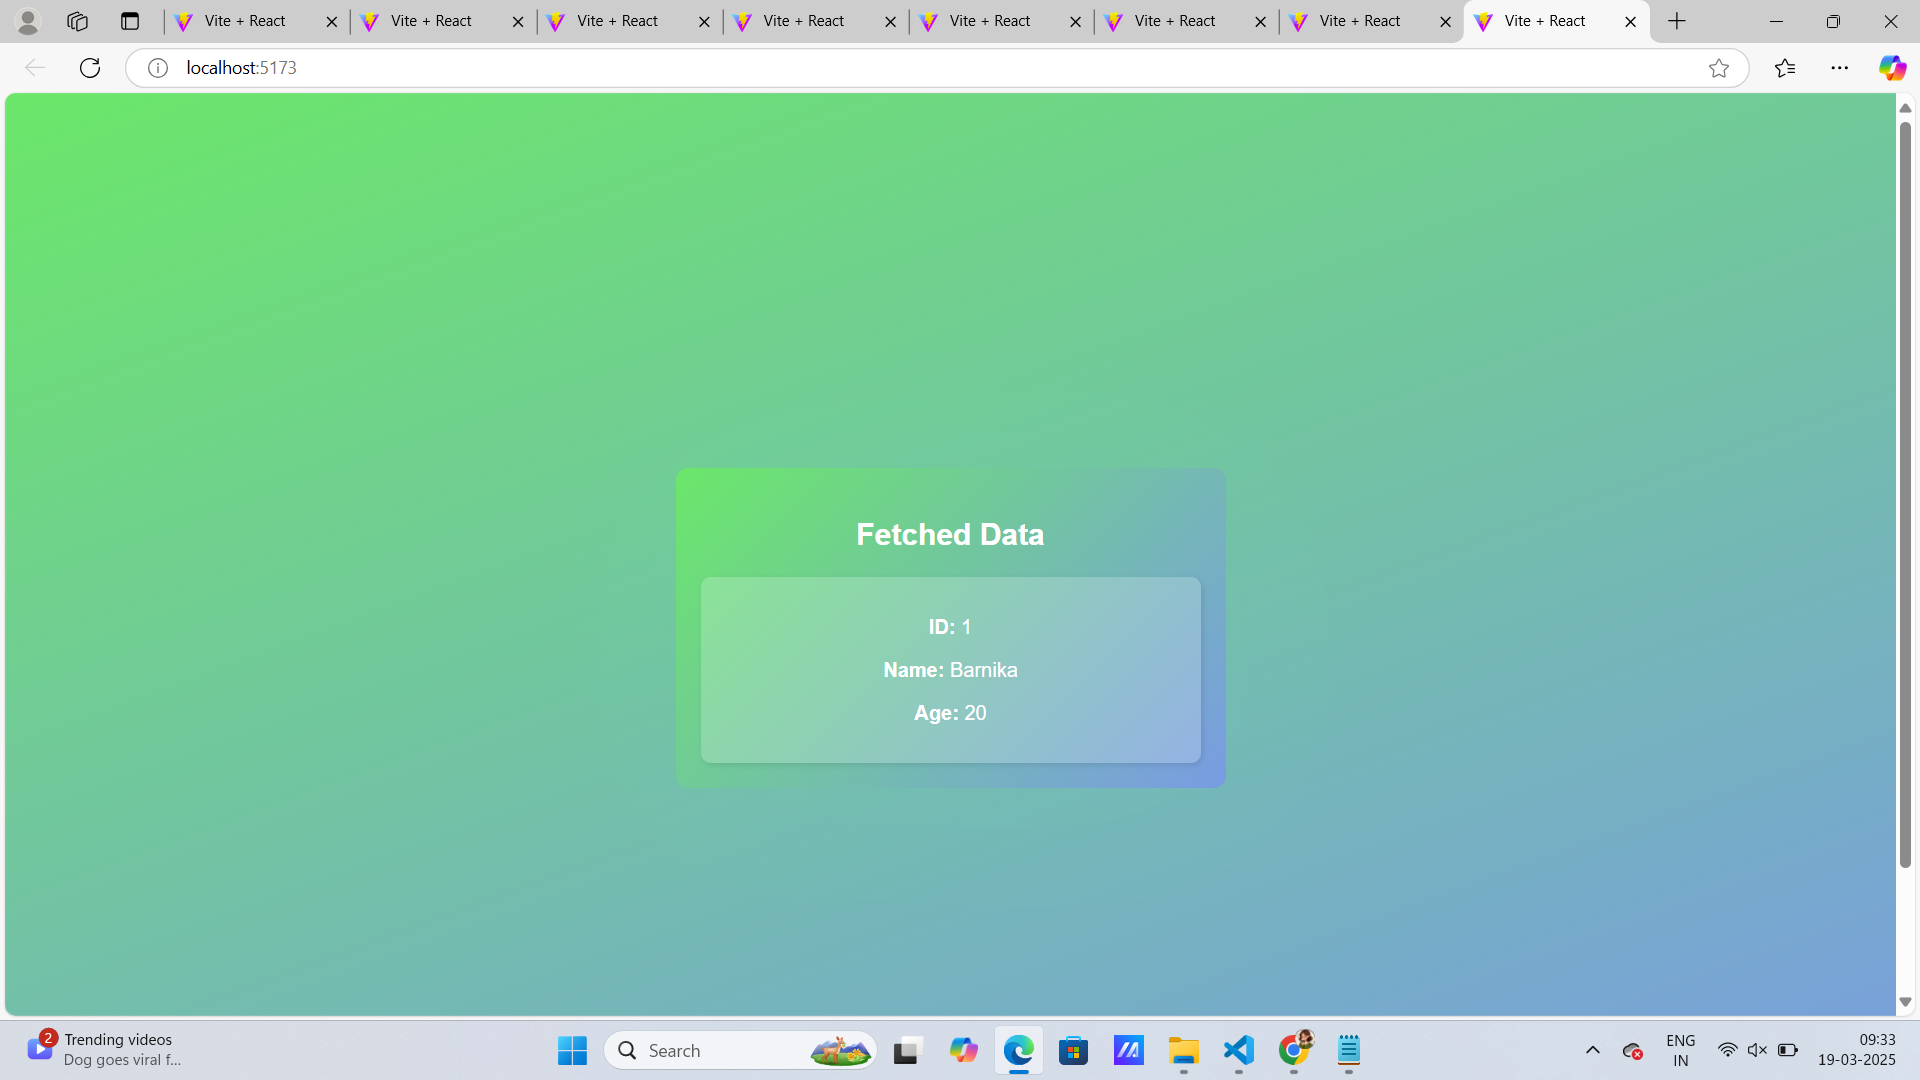 Vite + React
Vite + React
Vite + React
Vite + React
Vite + React
Vite + React
Vite + React
Vite + React
localhost:5173
Fetched Data
ID: 1
Name: Barnika
Age: 20
2
Trending videos
Dog goes viral f...
Search
ENG
IN
09:33
19-03-2025